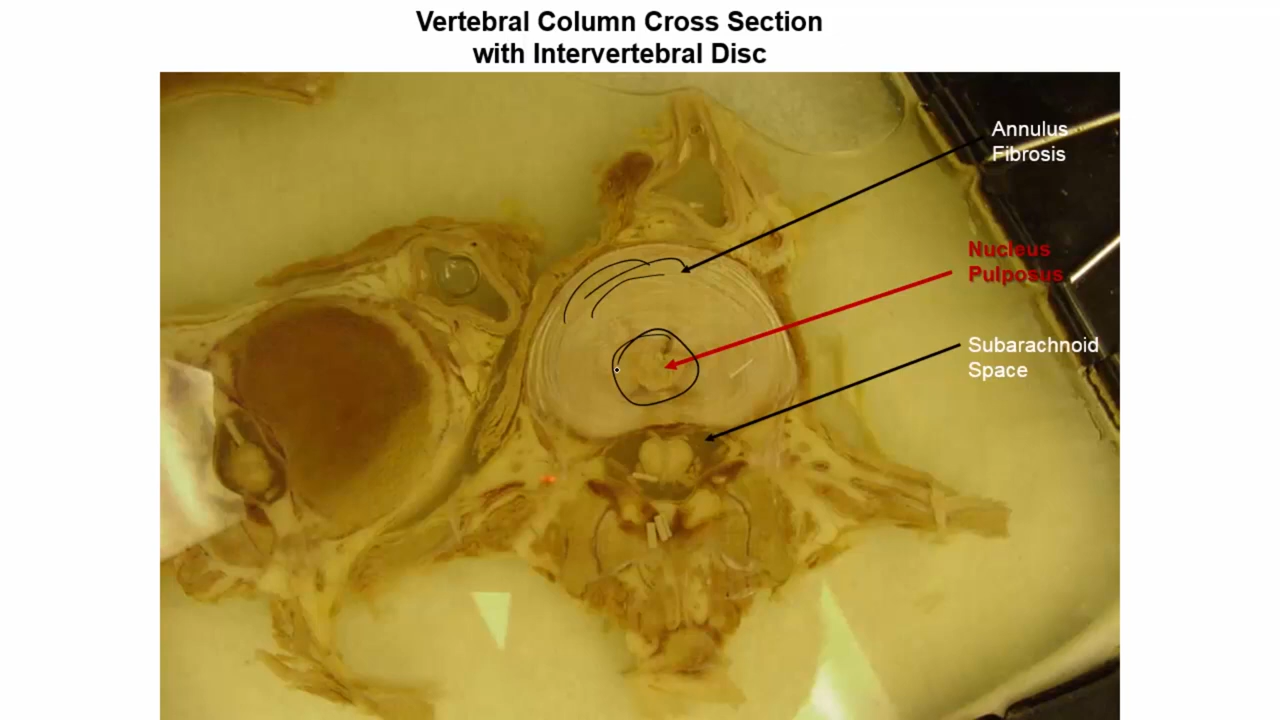 Vertebral Column Cross Section
with Intervertebral Disc
Annulus
Fibrosis
Nucleus
Pulposus
Subarachnoid
Space